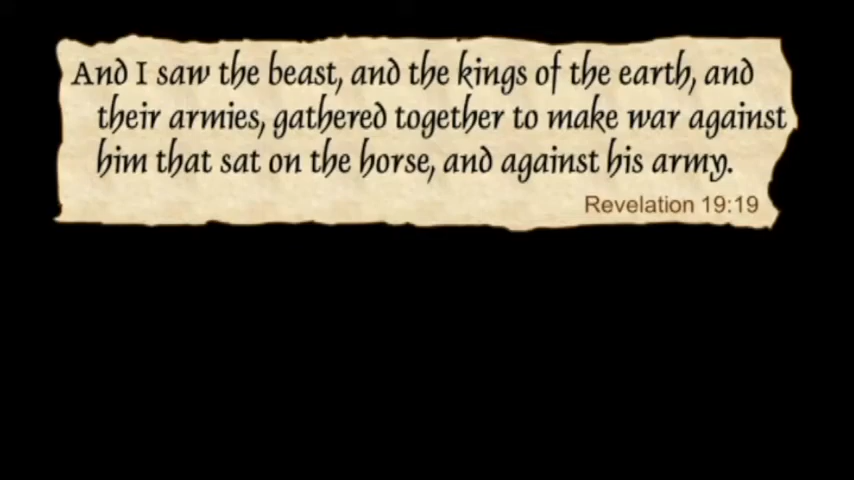 And I saw the beast, and the kings of the earth, and
their armies, gathered together to make war against
him that sat on the horse, and against his army.
Revelation 19:19